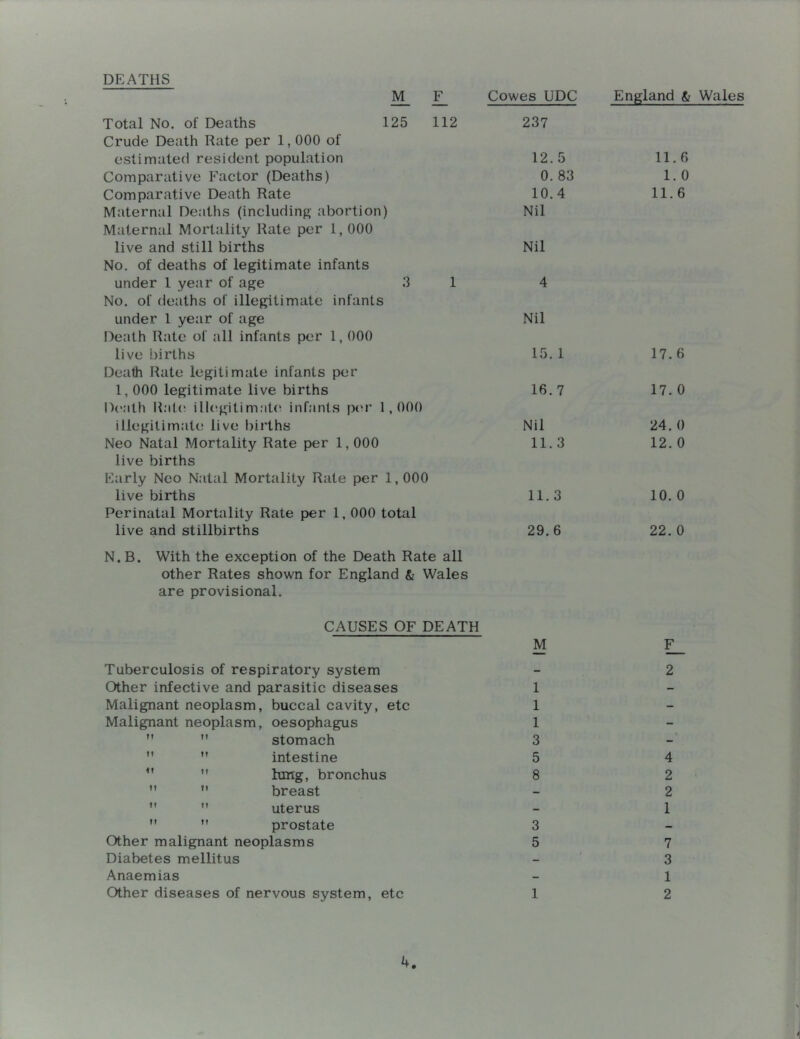 DEATHS
M F Cowes UDC England & Wales
Total No. of Deaths 125 112 237
Crude Death Rate per 1,000 of
estimated resident population 12.5 11.6
Comparative Factor (Deaths) 0.83 1.0
Comparative Death Rate 10.4 11.6
Maternal Deaths (including abortion) Nil
Maternal Mortality Rate per 1,000
live and still births Nil
No. of deaths of legitimate infants
under 1 year of age 3 1 4
No. of deaths of illegitimate infants
under 1 year of age Nil
Death Rate of all infants per 1,000
live births 15.1 17.6
Death Rate legitimate infants per
1,000 legitimate live births 16.7 17.0
Death Rate illegitimate infants per 1,000
illegitimate live births Nil 24.0
Neo Natal Mortality Rate per 1,000 11.3 12.0
live births
Early Neo Natal Mortality Rate per 1,000
live births 11.3 10.0
Perinatal Mortality Rate per 1,000 total
live and stillbirths 29.6 22.0
N.B. With the exception of the Death Rate all
other Rates shown for England & Wales
are provisional.
CAUSES OF DEATH
M F
Tuberculosis of respiratory system - 2
Other infective and parasitic diseases 1 -
Malignant neoplasm, buccal cavity, etc 1 -
Malignant neoplasm, oesophagus 1 -
" " stomach 3 -
" " intestine 5 4
" " lung, bronchus 8 2
" " breast - 2
" " uterus - 1
" " prostate 3 -
Other malignant neoplasms 5 7
Diabetes mellitus - 3
Anaemias - 1
Other diseases of nervous system, etc 1 2
4.